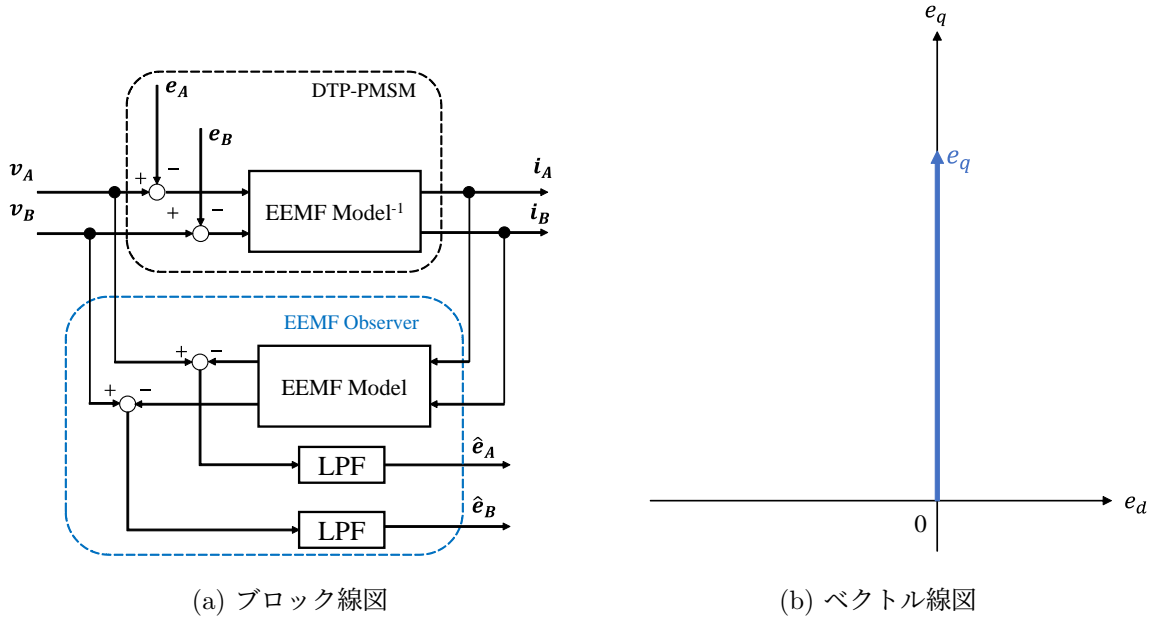 e_A
DTP-PMSM
e_B
v_A
+
−
i_A
EEMF Model⁻¹
v_B
+
−
i_B
EEMF Observer
+
−
EEMF Model
+
−
LPF
ê_A
LPF
ê_B
(a) ブロック線図
e_q
e_q
0
e_d
(b) ベクトル線図